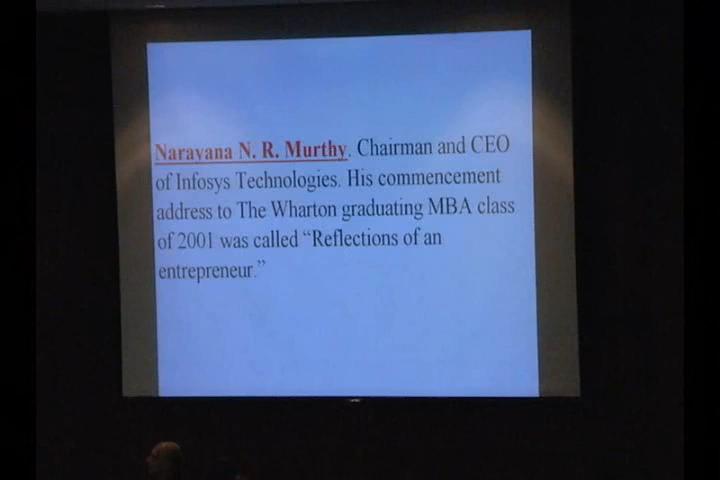 Narayana N. R. Murthy. Chairman and CEO
of Infosys Technologies. His commencement
address to The Wharton graduating MBA class
of 2001 was called “Reflections of an
entrepreneur.”